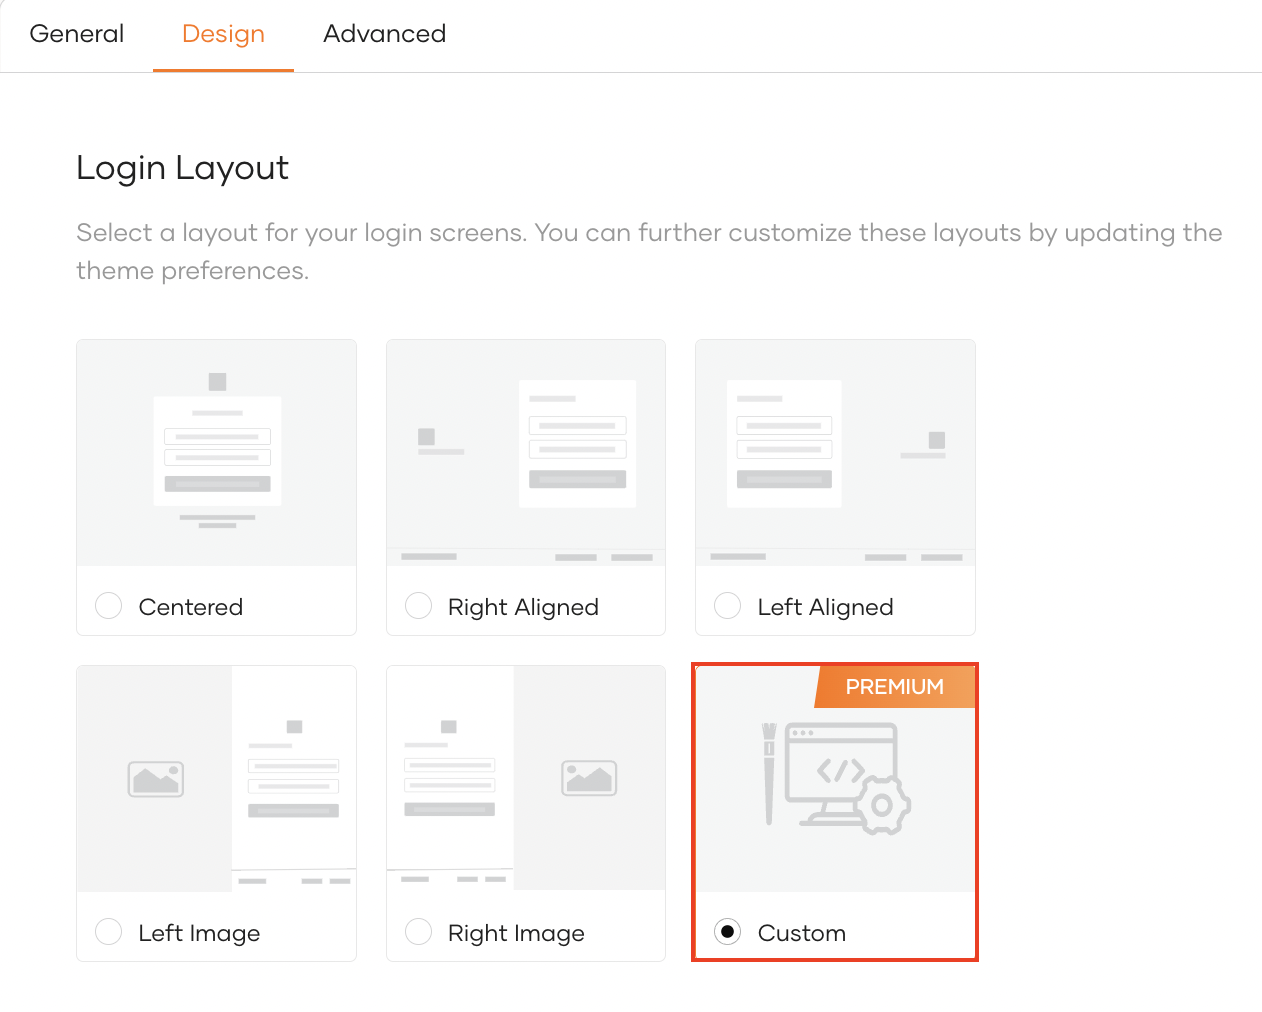 General Design Advanced
Login Layout
Select a layout for your login screens. You can further customize these layouts by updating the
theme preferences.
Centered
Right Aligned
Left Aligned
PREMIUM
</>
Left Image
Right Image
Custom